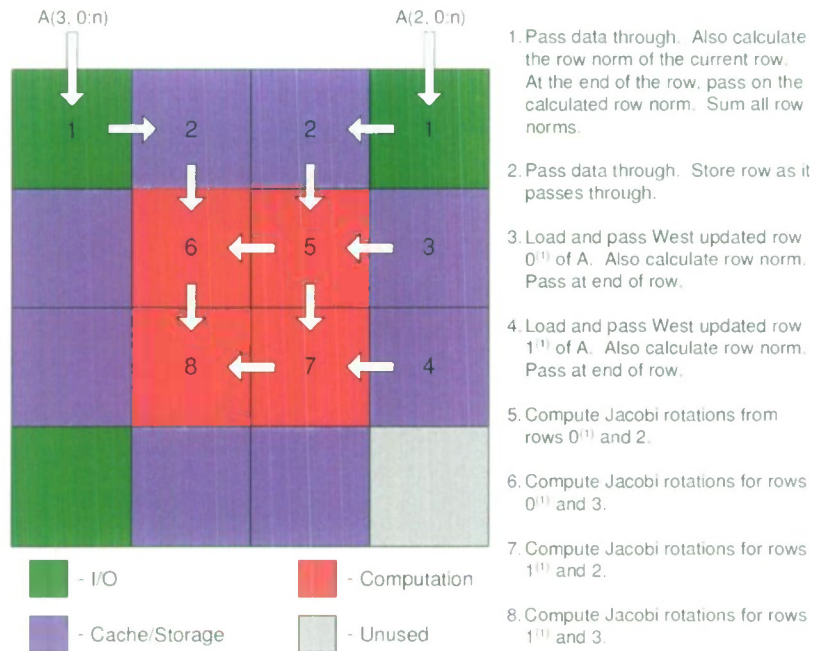 A(3, 0:n)
A(2, 0:n)
1
2
2
1
6
5
3
8
7
4
- I/O
- Computation
- Cache/Storage
- Unused
1. Pass data through. Also calculate
the row norm of the current row.
At the end of the row, pass on the
calculated row norm. Sum all row
norms.
2. Pass data through. Store row as it
passes through.
3. Load and pass West updated row
0⁽¹⁾ of A. Also calculate row norm.
Pass at end of row.
4. Load and pass West updated row
1⁽¹⁾ of A. Also calculate row norm.
Pass at end of row.
5. Compute Jacobi rotations from
rows 0⁽¹⁾ and 2.
6. Compute Jacobi rotations for rows
0⁽¹⁾ and 3.
7. Compute Jacobi rotations for rows
1⁽¹⁾ and 2.
8. Compute Jacobi rotations for rows
1⁽¹⁾ and 3.